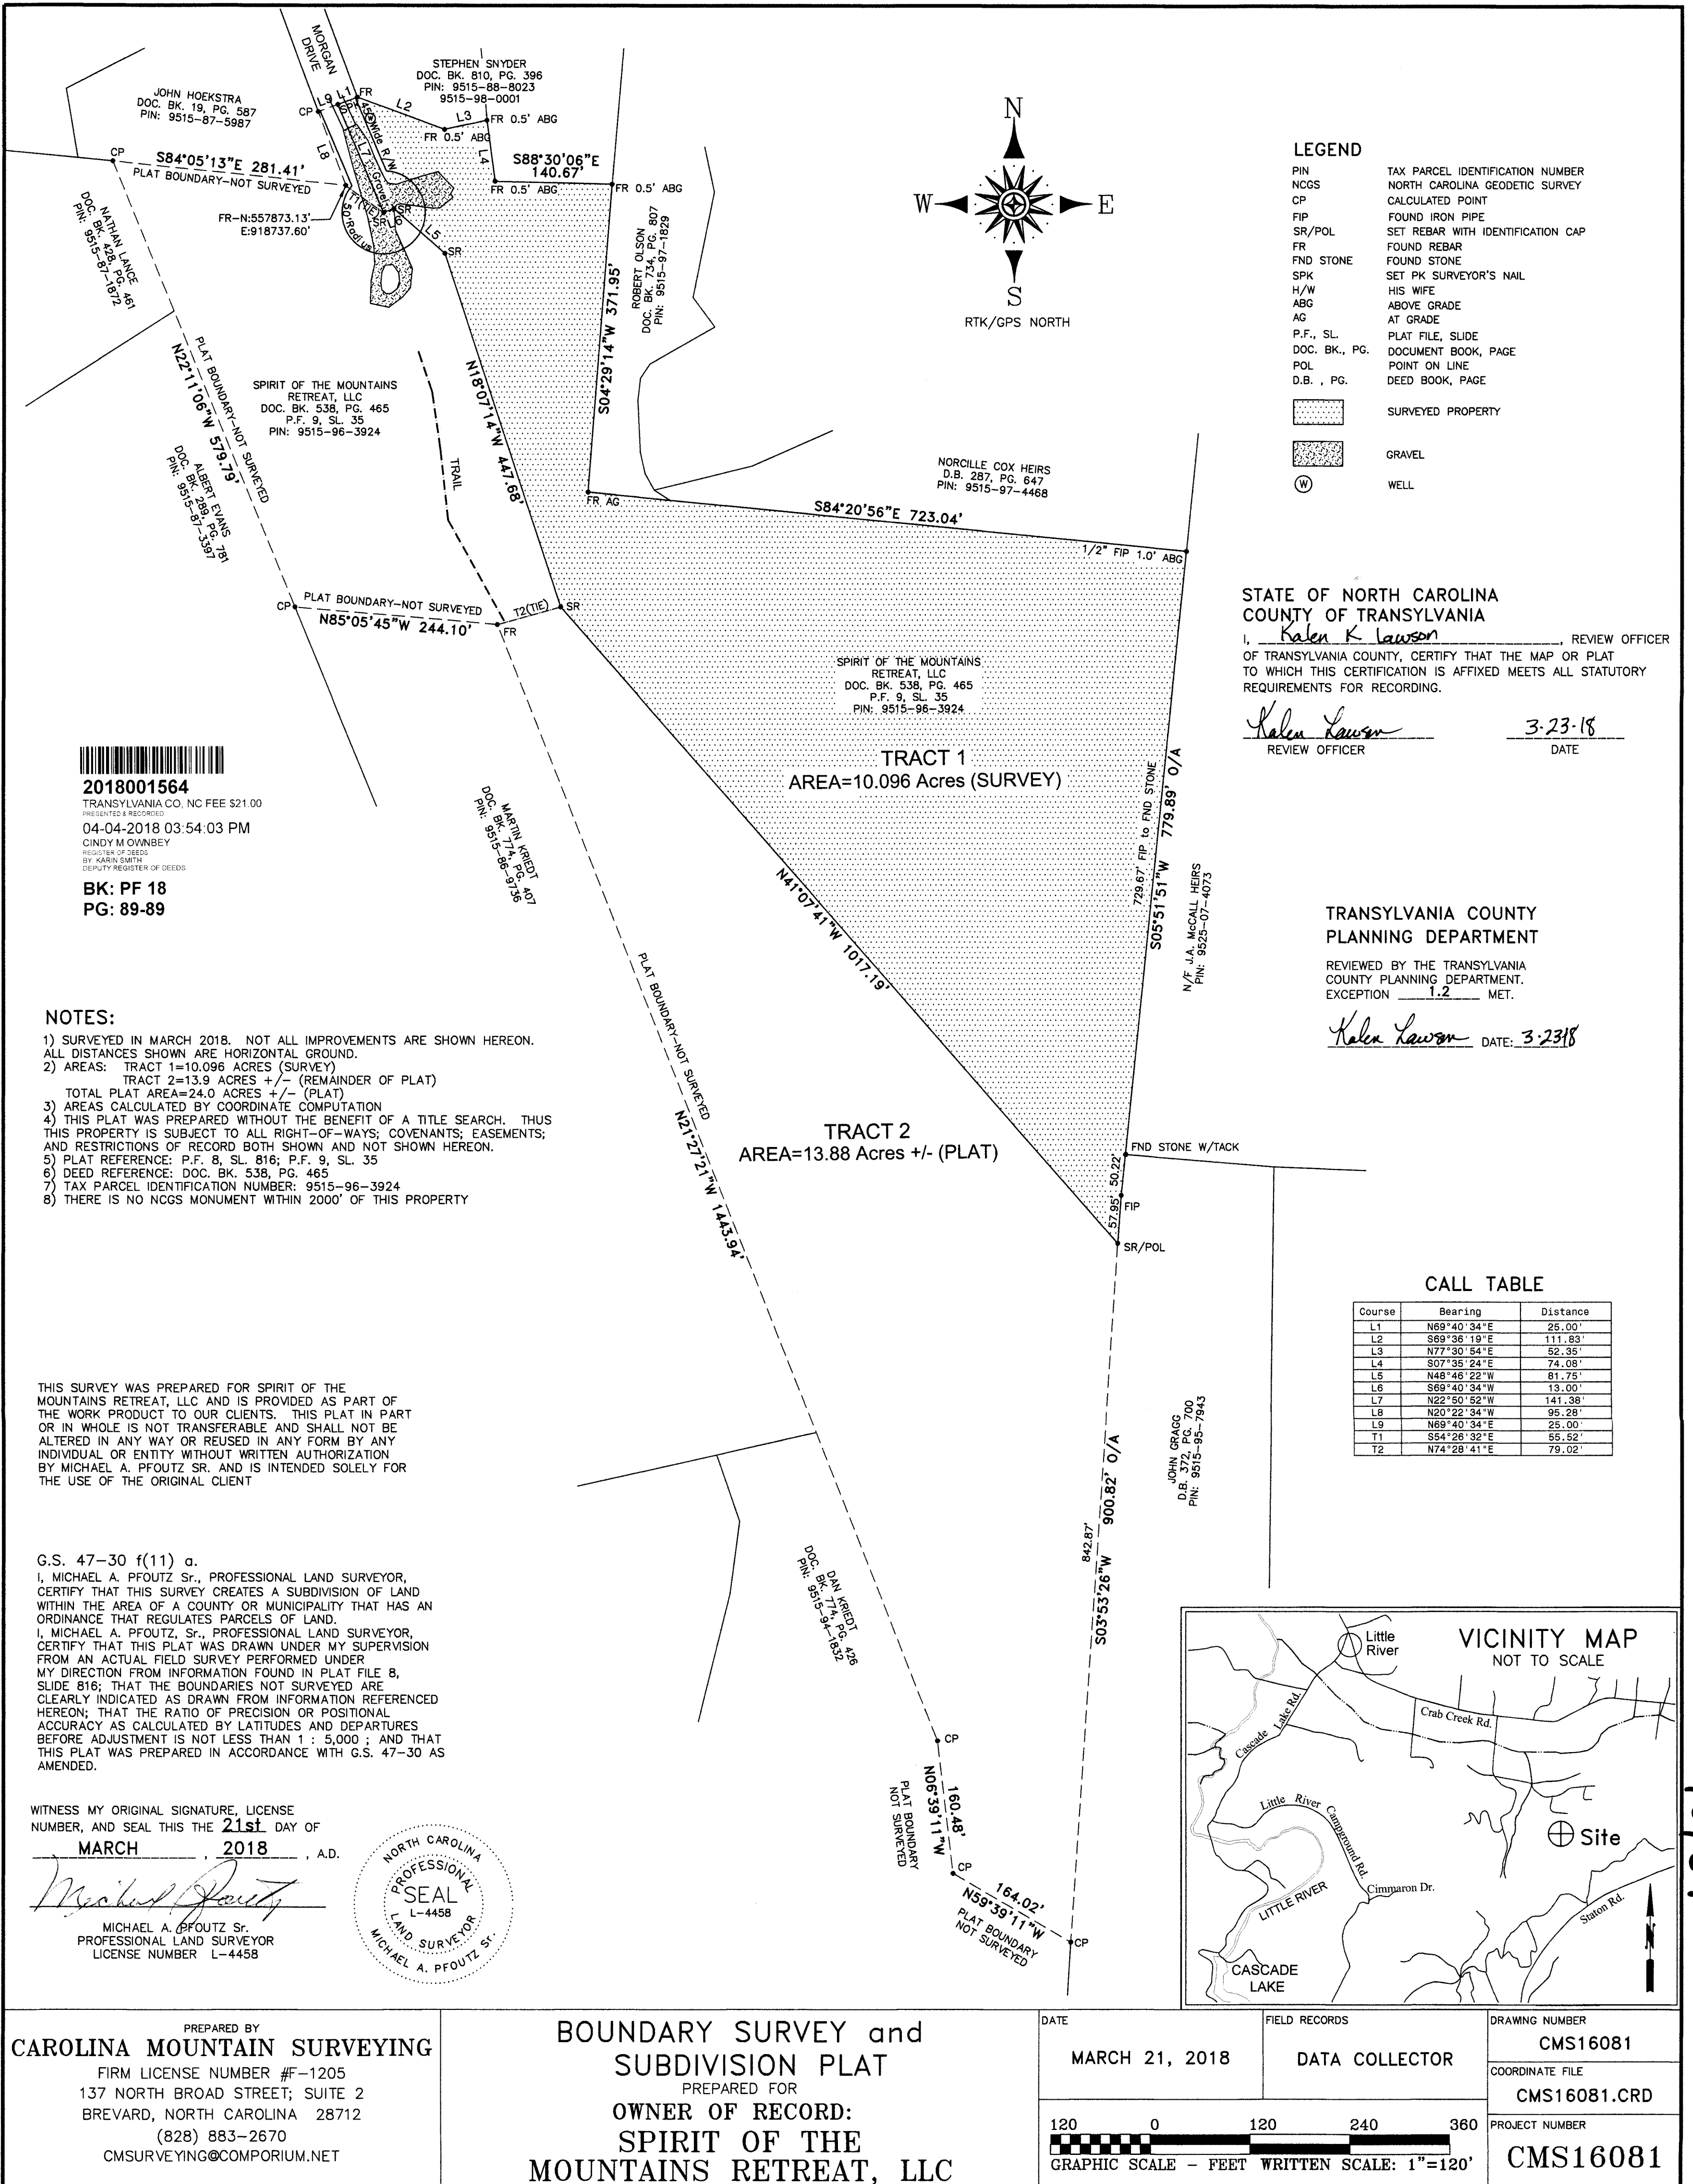 MORGAN
DRIVE
STEPHEN SNYDER
DOC. BK. 810, PG. 396
PIN: 9515-88-8023
9515-98-0001
JOHN HOEKSTRA
DOC. BK. 19, PG. 587
PIN: 9515-87-5987
CP
L9
L1
FR
SPK
L2
L3
FR 0.5' ABG
FR 0.5' ABG
45' Wide R/W
L4
L7
L8
Gravel
CP
S84°05'13"E 281.41'
PLAT BOUNDARY-NOT SURVEYED
S88°30'06"E
140.67'
FR 0.5' ABG
FR 0.5' ABG
T1(TIE)
SR
SR
L6
L5
SR
50' Radius
FR-N:557873.13'
E:918737.60'
NATHAN LANCE
DOC. BK. 428, PG. 461
PIN: 9515-87-1872
ROBERT OLSON
DOC. BK. 734, PG. 807
PIN: 9515-97-1829
S04°29'14"W 371.95'
PLAT BOUNDARY-NOT SURVEYED
N22°11'06"W 579.79'
ALBERT EVANS
DOC. BK. 289, PG. 781
PIN: 9515-87-3397
SPIRIT OF THE MOUNTAINS
RETREAT, LLC
DOC. BK. 538, PG. 465
P.F. 9, SL. 35
PIN: 9515-96-3924
TRAIL
N18°07'14"W 447.68'
FR AG
NORCILLE COX HEIRS
D.B. 287, PG. 647
PIN: 9515-97-4468
S84°20'56"E 723.04'
1/2" FIP 1.0' ABG
CP
PLAT BOUNDARY-NOT SURVEYED
N85°05'45"W 244.10'
T2(TIE)
SR
FR
N
W
E
S
RTK/GPS NORTH
LEGEND
PIN TAX PARCEL IDENTIFICATION NUMBER
NCGS NORTH CAROLINA GEODETIC SURVEY
CP CALCULATED POINT
FIP FOUND IRON PIPE
SR/POL SET REBAR WITH IDENTIFICATION CAP
FR FOUND REBAR
FND STONE FOUND STONE
SPK SET PK SURVEYOR'S NAIL
H/W HIS WIFE
ABG ABOVE GRADE
AG AT GRADE
P.F., SL. PLAT FILE, SLIDE
DOC. BK., PG. DOCUMENT BOOK, PAGE
POL POINT ON LINE
D.B. , PG. DEED BOOK, PAGE
SURVEYED PROPERTY
GRAVEL
W WELL
STATE OF NORTH CAROLINA
COUNTY OF TRANSYLVANIA
I, Kalen K Lawson, REVIEW OFFICER
OF TRANSYLVANIA COUNTY, CERTIFY THAT THE MAP OR PLAT
TO WHICH THIS CERTIFICATION IS AFFIXED MEETS ALL STATUTORY
REQUIREMENTS FOR RECORDING.
Kalen Lawson 3-23-18
REVIEW OFFICER DATE
SPIRIT OF THE MOUNTAINS
RETREAT, LLC
DOC. BK. 538, PG. 465
P.F. 9, SL. 35
PIN: 9515-96-3924
TRACT 1
AREA=10.096 Acres (SURVEY)
729.67' FIP to FND STONE
S05°51'51"W 779.89' O/A
N/F J.A. McCALL HEIRS
PIN: 9525-07-4073
2018001564
TRANSYLVANIA CO, NC FEE $21.00
PRESENTED & RECORDED:
04-04-2018 03:54:03 PM
CINDY M OWNBEY
REGISTER OF DEEDS
BY: KARIN SMITH
DEPUTY REGISTER OF DEEDS
BK: PF 18
PG: 89-89
MARTIN KRIEDT
DOC. BK. 774, PG. 407
PIN: 9515-86-9736
N41°07'41"W 1017.19'
TRANSYLVANIA COUNTY
PLANNING DEPARTMENT
REVIEWED BY THE TRANSYLVANIA
COUNTY PLANNING DEPARTMENT.
EXCEPTION 1.2 MET.
Kalen Lawson DATE: 3-2318
NOTES:
1) SURVEYED IN MARCH 2018. NOT ALL IMPROVEMENTS ARE SHOWN HEREON.
ALL DISTANCES SHOWN ARE HORIZONTAL GROUND.
2) AREAS: TRACT 1=10.096 ACRES (SURVEY)
TRACT 2=13.9 ACRES +/- (REMAINDER OF PLAT)
TOTAL PLAT AREA=24.0 ACRES +/- (PLAT)
3) AREAS CALCULATED BY COORDINATE COMPUTATION
4) THIS PLAT WAS PREPARED WITHOUT THE BENEFIT OF A TITLE SEARCH. THUS
THIS PROPERTY IS SUBJECT TO ALL RIGHT-OF-WAYS; COVENANTS; EASEMENTS;
AND RESTRICTIONS OF RECORD BOTH SHOWN AND NOT SHOWN HEREON.
5) PLAT REFERENCE: P.F. 8, SL. 816; P.F. 9, SL. 35
6) DEED REFERENCE: DOC. BK. 538, PG. 465
7) TAX PARCEL IDENTIFICATION NUMBER: 9515-96-3924
8) THERE IS NO NCGS MONUMENT WITHIN 2000' OF THIS PROPERTY
PLAT BOUNDARY-NOT SURVEYED
N21°27'21"W 1443.94'
TRACT 2
AREA=13.88 Acres +/- (PLAT)
FND STONE W/TACK
50.22'
FIP
57.95'
SR/POL
CALL TABLE
Course Bearing Distance
L1 N69°40'34"E 25.00'
L2 S69°36'19"E 111.83'
L3 N77°30'54"E 52.35'
L4 S07°35'24"E 74.08'
L5 N48°46'22"W 81.75'
L6 S69°40'34"W 13.00'
L7 N22°50'52"W 141.38'
L8 N20°22'34"W 95.28'
L9 N69°40'34"E 25.00'
T1 S54°26'32"E 55.52'
T2 N74°28'41"E 79.02'
THIS SURVEY WAS PREPARED FOR SPIRIT OF THE
MOUNTAINS RETREAT, LLC AND IS PROVIDED AS PART OF
THE WORK PRODUCT TO OUR CLIENTS. THIS PLAT IN PART
OR IN WHOLE IS NOT TRANSFERABLE AND SHALL NOT BE
ALTERED IN ANY WAY OR REUSED IN ANY FORM BY ANY
INDIVIDUAL OR ENTITY WITHOUT WRITTEN AUTHORIZATION
BY MICHAEL A. PFOUTZ SR. AND IS INTENDED SOLELY FOR
THE USE OF THE ORIGINAL CLIENT
JOHN GRAGG
D.B. 372, PG. 700
PIN: 9515-95-7943
842.87'
S03°53'26"W 900.82' O/A
DAN KRIEDT
DOC. BK. 774, PG. 426
PIN: 9515-94-1832
G.S. 47-30 f(11) a.
I, MICHAEL A. PFOUTZ Sr., PROFESSIONAL LAND SURVEYOR,
CERTIFY THAT THIS SURVEY CREATES A SUBDIVISION OF LAND
WITHIN THE AREA OF A COUNTY OR MUNICIPALITY THAT HAS AN
ORDINANCE THAT REGULATES PARCELS OF LAND.
I, MICHAEL A. PFOUTZ, Sr., PROFESSIONAL LAND SURVEYOR,
CERTIFY THAT THIS PLAT WAS DRAWN UNDER MY SUPERVISION
FROM AN ACTUAL FIELD SURVEY PERFORMED UNDER
MY DIRECTION FROM INFORMATION FOUND IN PLAT FILE 8,
SLIDE 816; THAT THE BOUNDARIES NOT SURVEYED ARE
CLEARLY INDICATED AS DRAWN FROM INFORMATION REFERENCED
HEREON; THAT THE RATIO OF PRECISION OR POSITIONAL
ACCURACY AS CALCULATED BY LATITUDES AND DEPARTURES
BEFORE ADJUSTMENT IS NOT LESS THAN 1 : 5,000 ; AND THAT
THIS PLAT WAS PREPARED IN ACCORDANCE WITH G.S. 47-30 AS
AMENDED.
WITNESS MY ORIGINAL SIGNATURE, LICENSE
NUMBER, AND SEAL THIS THE 21st DAY OF
MARCH , 2018 , A.D.
MICHAEL A. PFOUTZ Sr.
PROFESSIONAL LAND SURVEYOR
LICENSE NUMBER L-4458
NORTH CAROLINA
PROFESSIONAL
SEAL
L-4458
LAND SURVEYOR
MICHAEL A. PFOUTZ Sr.
CP
160.48'
N06°39'11"W
PLAT BOUNDARY
NOT SURVEYED
CP
164.02'
N59°39'11"W
PLAT BOUNDARY
NOT SURVEYED
CP
VICINITY MAP
NOT TO SCALE
Little
River
Cascade Lake Rd.
Crab Creek Rd.
Little River Campground Rd.
Site
Cimmaron Dr.
LITTLE RIVER
Staton Rd.
CASCADE
LAKE
N
PREPARED BY
CAROLINA MOUNTAIN SURVEYING
FIRM LICENSE NUMBER #F-1205
137 NORTH BROAD STREET; SUITE 2
BREVARD, NORTH CAROLINA 28712
(828) 883-2670
CMSURVEYING@COMPORIUM.NET
BOUNDARY SURVEY and
SUBDIVISION PLAT
PREPARED FOR
OWNER OF RECORD:
SPIRIT OF THE
MOUNTAINS RETREAT, LLC
DATE
MARCH 21, 2018
FIELD RECORDS
DATA COLLECTOR
DRAWING NUMBER
CMS16081
COORDINATE FILE
CMS16081.CRD
PROJECT NUMBER
CMS16081
120 0 120 240 360
GRAPHIC SCALE - FEET WRITTEN SCALE: 1"=120'